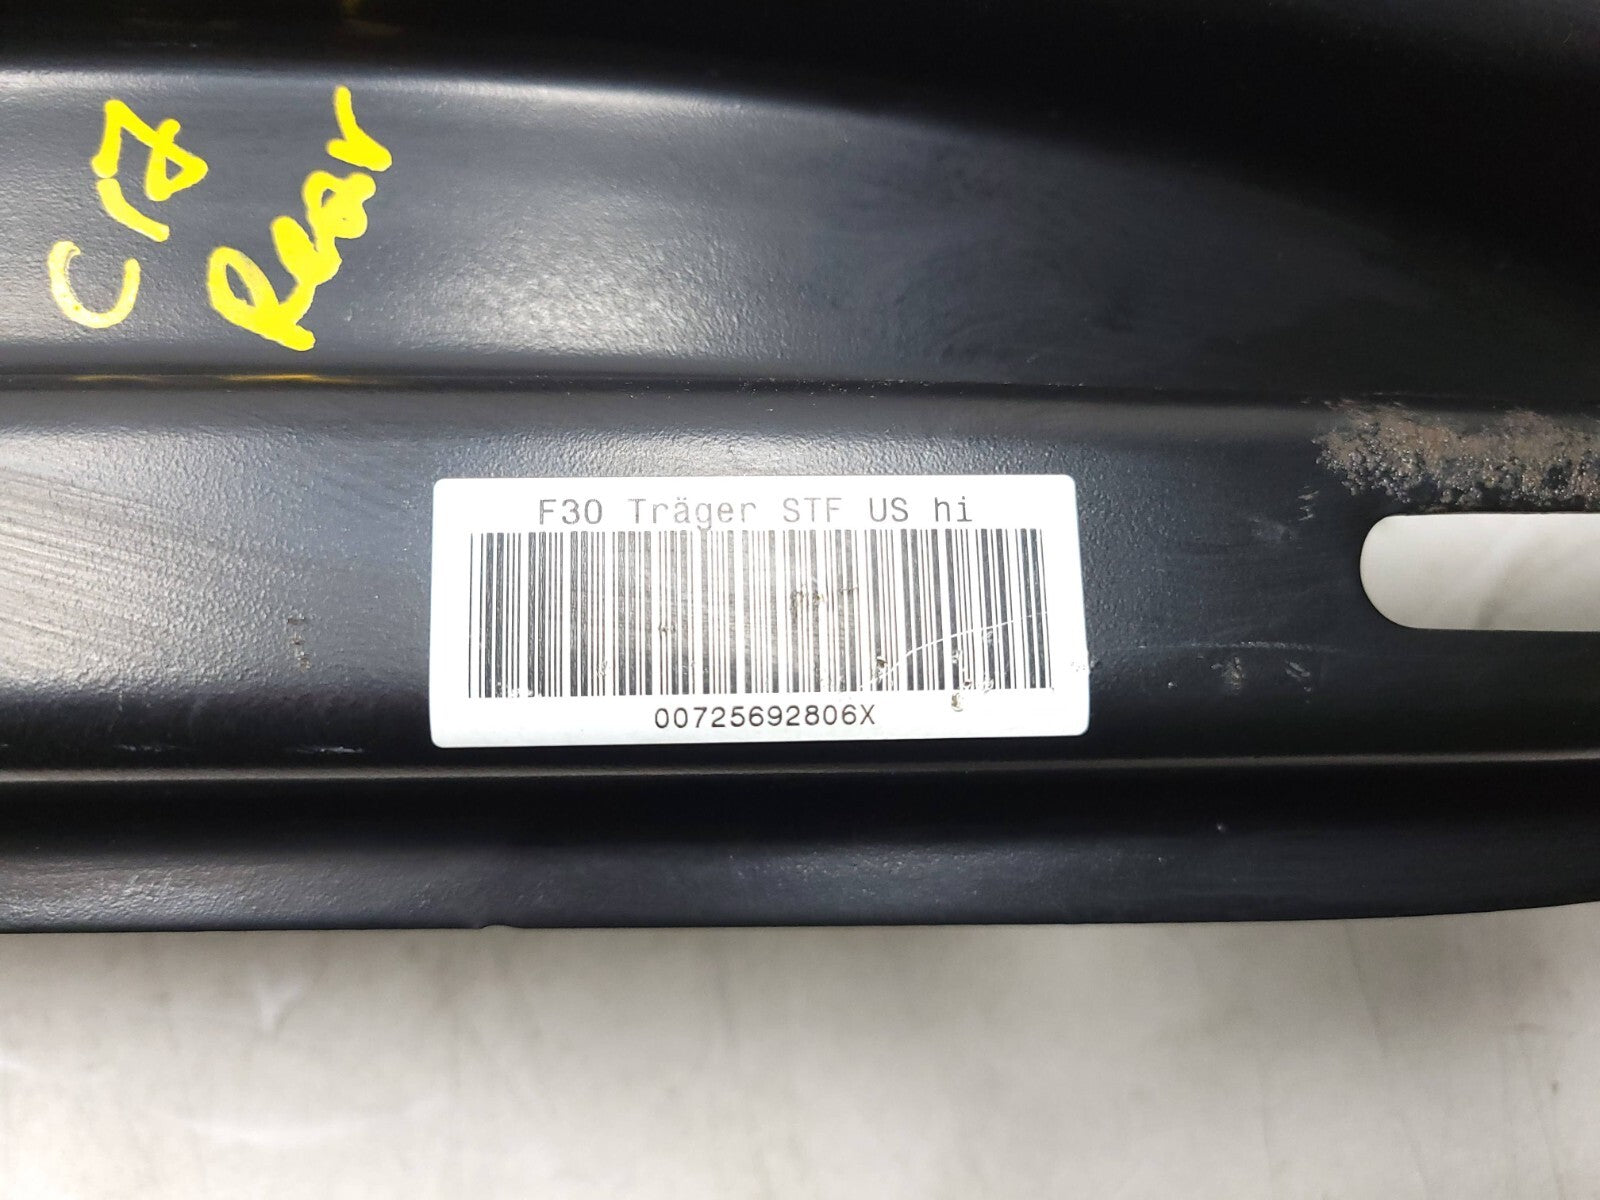 C17
Rear
F30 Träger STF US hi
00725692806X